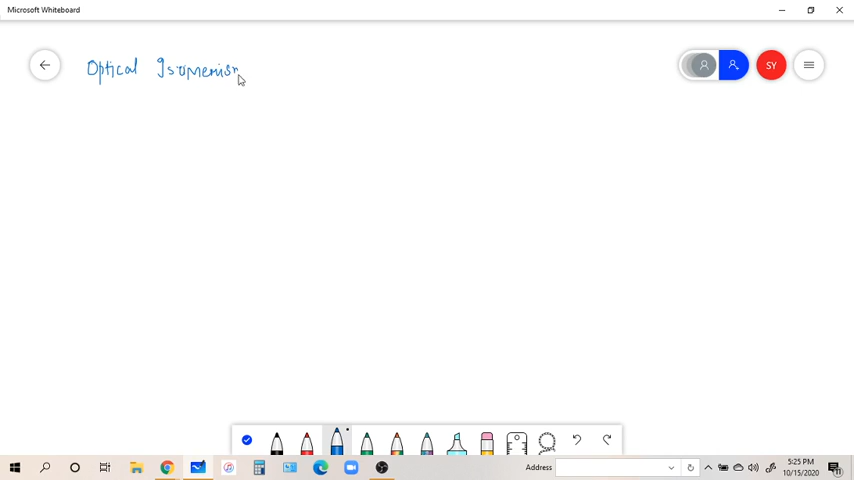 Microsoft Whiteboard
Optical Isomerism
SY
Address
5:25 PM
10/15/2020